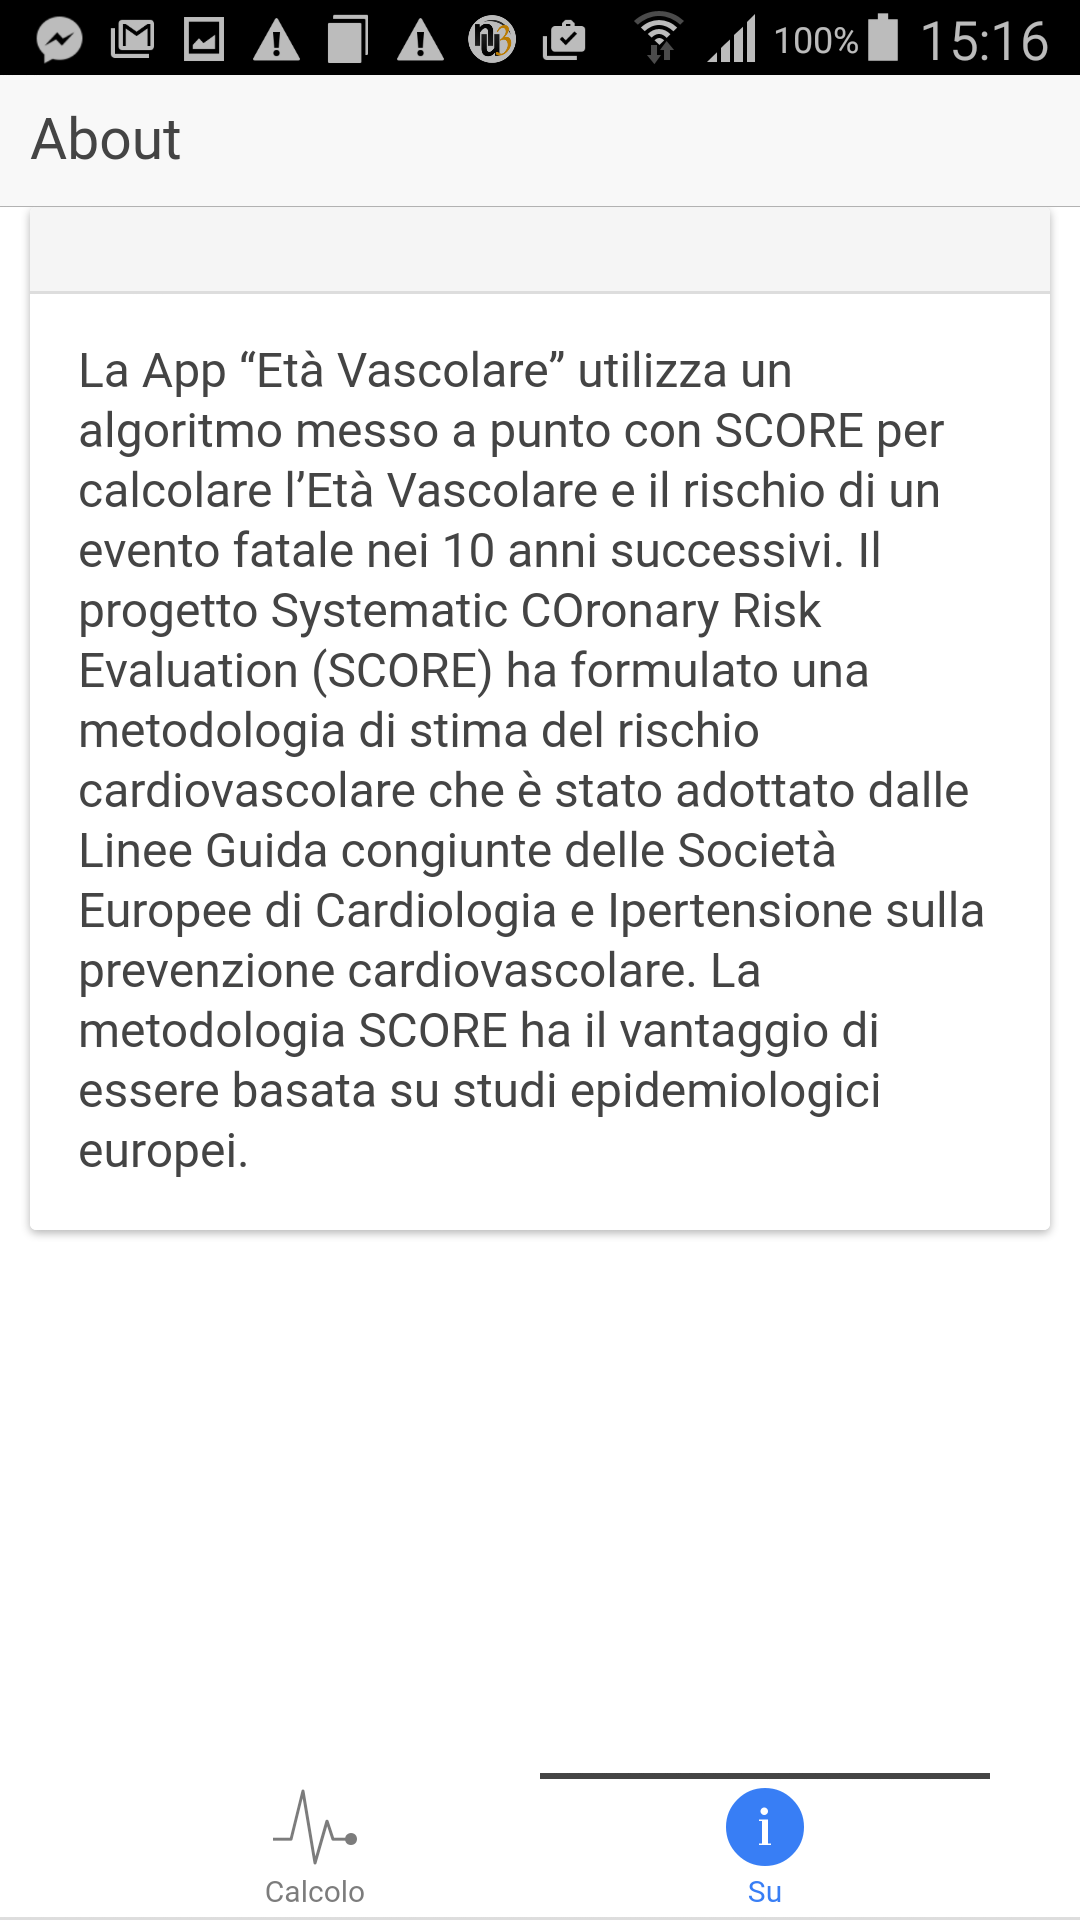 100% 15:16
About
La App “Età Vascolare” utilizza un
algoritmo messo a punto con SCORE per
calcolare l’Età Vascolare e il rischio di un
evento fatale nei 10 anni successivi. Il
progetto Systematic COronary Risk
Evaluation (SCORE) ha formulato una
metodologia di stima del rischio
cardiovascolare che è stato adottato dalle
Linee Guida congiunte delle Società
Europee di Cardiologia e Ipertensione sulla
prevenzione cardiovascolare. La
metodologia SCORE ha il vantaggio di
essere basata su studi epidemiologici
europei.
Calcolo
Su